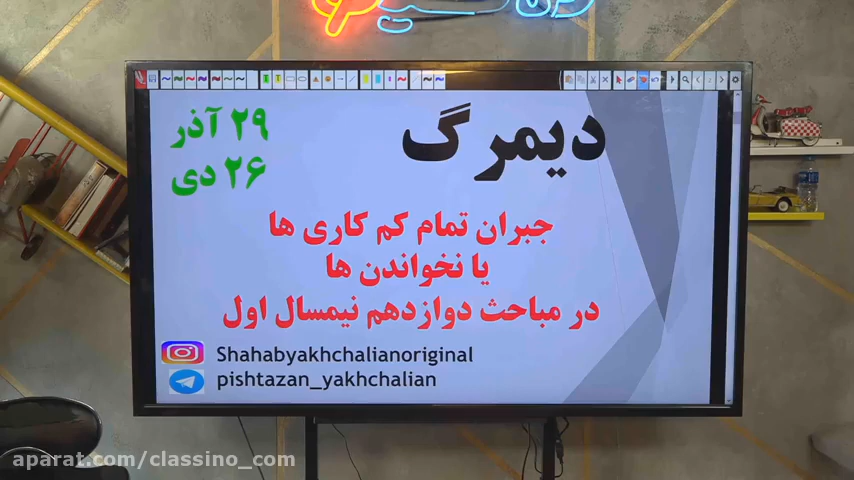 دیمرگ
۲۹ آذر
۲۶ دی
جبران تمام کم کاری ها
یا نخواندن ها
در مباحث دوازدهم نیمسال اول
Shahabyakhchalianoriginal
pishtazan_yakhchalian
aparat.com/classino_com